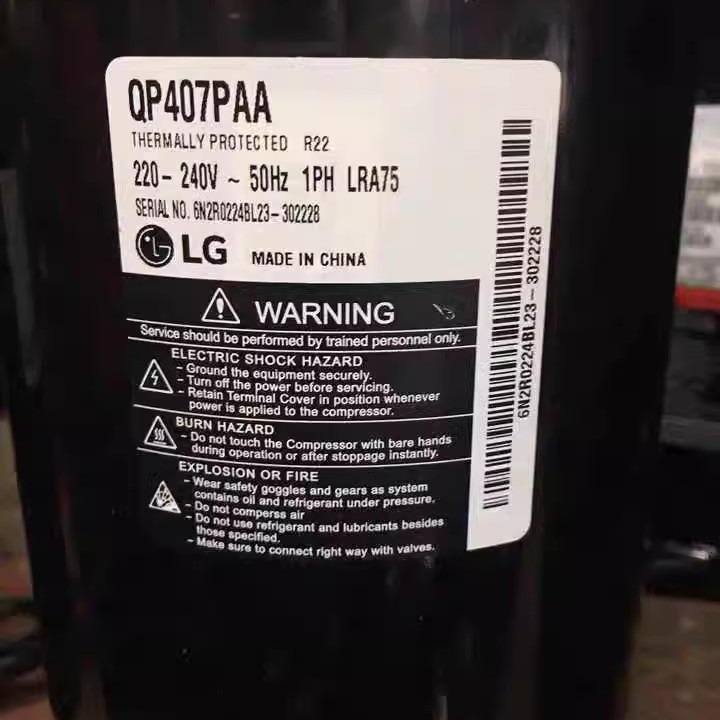 QP407PAA
THERMALLY PROTECTED R22
220-240V ~ 50Hz 1PH LRA75
SERIAL NO. 6N2R0224BL23-302228
LG MADE IN CHINA
WARNING
Service should be performed by trained personnel only.
ELECTRIC SHOCK HAZARD
- Ground the equipment securely.
- Turn off the power before servicing.
- Retain Terminal Cover in position whenever
power is applied to the compressor.
BURN HAZARD
- Do not touch the Compressor with bare hands
during operation or after stoppage instantly.
EXPLOSION OR FIRE
- Wear safety goggles and gears as system
contains oil and refrigerant under pressure.
- Do not comperss air
- Do not use refrigerant and lubricants besides
those specified.
- Make sure to connect right way with valves.
6N2R0224BL23-302228